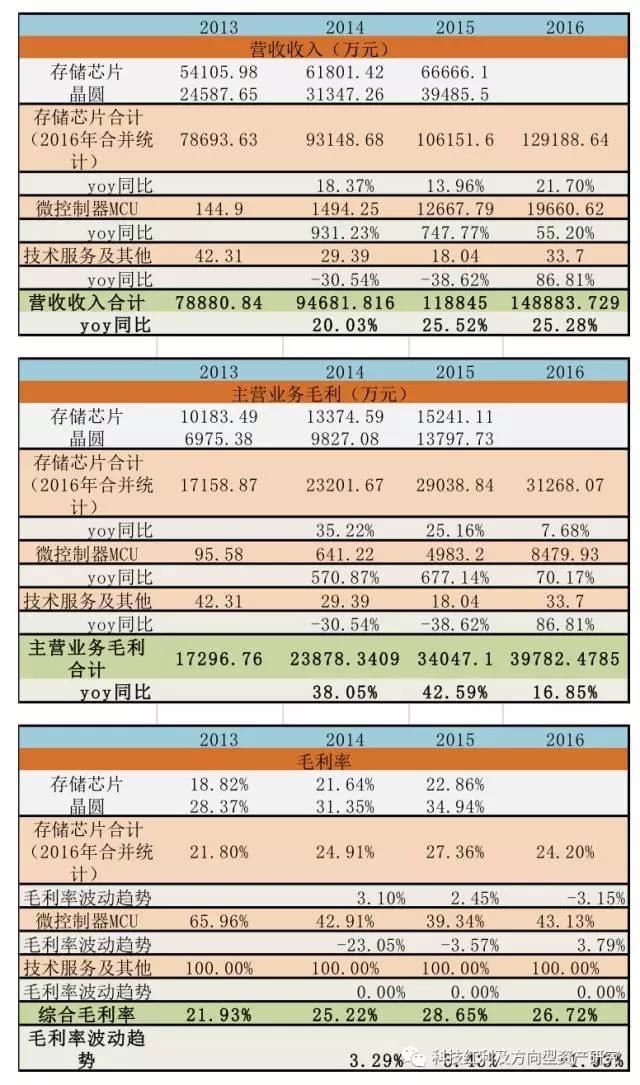 2013 2014 2015 2016
营收收入（万元）
存储芯片 54105.98 61801.42 66666.1
晶圆 24587.65 31347.26 39485.5
存储芯片合计
（2016年合并统 78693.63 93148.68 106151.6 129188.64
计）
yoy同比 18.37% 13.96% 21.70%
微控制器MCU 144.9 1494.25 12667.79 19660.62
yoy同比 931.23% 747.77% 55.20%
技术服务及其他 42.31 29.39 18.04 33.7
yoy同比 -30.54% -38.62% 86.81%
营收收入合计 78880.84 94681.816 118845 148883.729
yoy同比 20.03% 25.52% 25.28%
2013 2014 2015 2016
主营业务毛利（万元）
存储芯片 10183.49 13374.59 15241.11
晶圆 6975.38 9827.08 13797.73
存储芯片合计
（2016年合并统 17158.87 23201.67 29038.84 31268.07
计）
yoy同比 35.22% 25.16% 7.68%
微控制器MCU 95.58 641.22 4983.2 8479.93
yoy同比 570.87% 677.14% 70.17%
技术服务及其他 42.31 29.39 18.04 33.7
yoy同比 -30.54% -38.62% 86.81%
主营业务毛利
合计 17296.76 23878.3409 34047.1 39782.4785
yoy同比 38.05% 42.59% 16.85%
2013 2014 2015 2016
毛利率
存储芯片 18.82% 21.64% 22.86%
晶圆 28.37% 31.35% 34.94%
存储芯片合计
（2016年合并统 21.80% 24.91% 27.36% 24.20%
计）
毛利率波动趋势 3.10% 2.45% -3.15%
微控制器MCU 65.96% 42.91% 39.34% 43.13%
毛利率波动趋势 -23.05% -3.57% 3.79%
技术服务及其他 100.00% 100.00% 100.00% 100.00%
毛利率波动趋势 0.00% 0.00% 0.00%
综合毛利率 21.93% 25.22% 28.65% 26.72%
毛利率波动趋
势 3.29%
科技红利及方向型资产研究